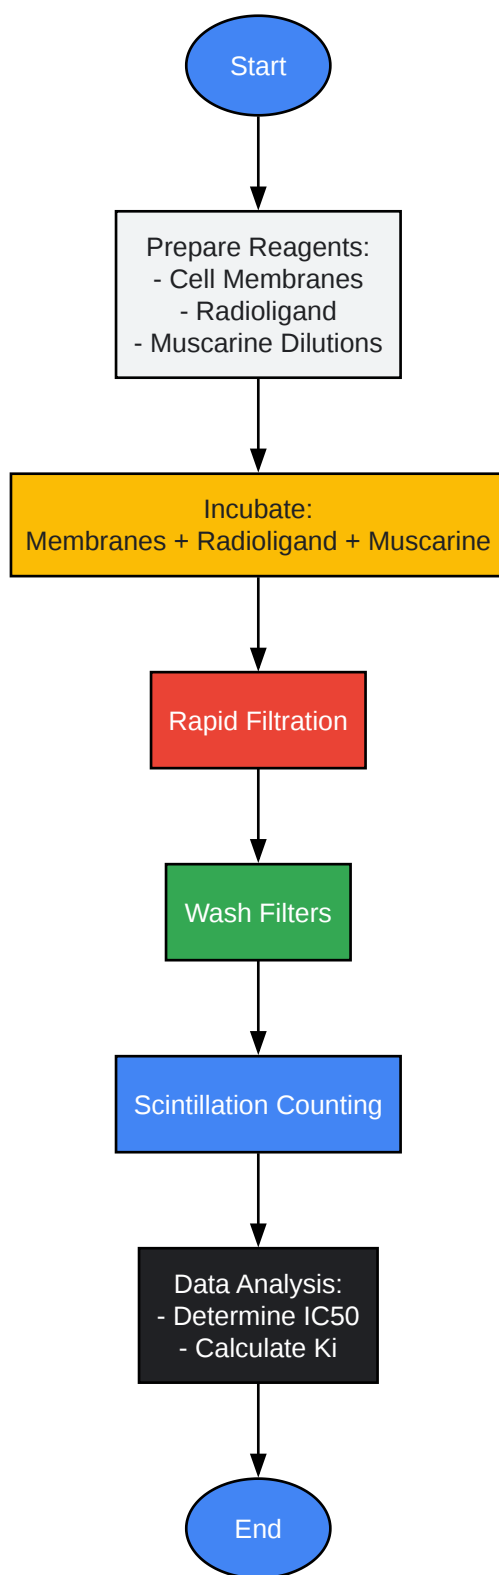 Start
Prepare Reagents:
- Cell Membranes
- Radioligand
- Muscarine Dilutions
Incubate:
Membranes + Radioligand + Muscarine
Rapid Filtration
Wash Filters
Scintillation Counting
Data Analysis:
- Determine IC50
- Calculate Ki
End